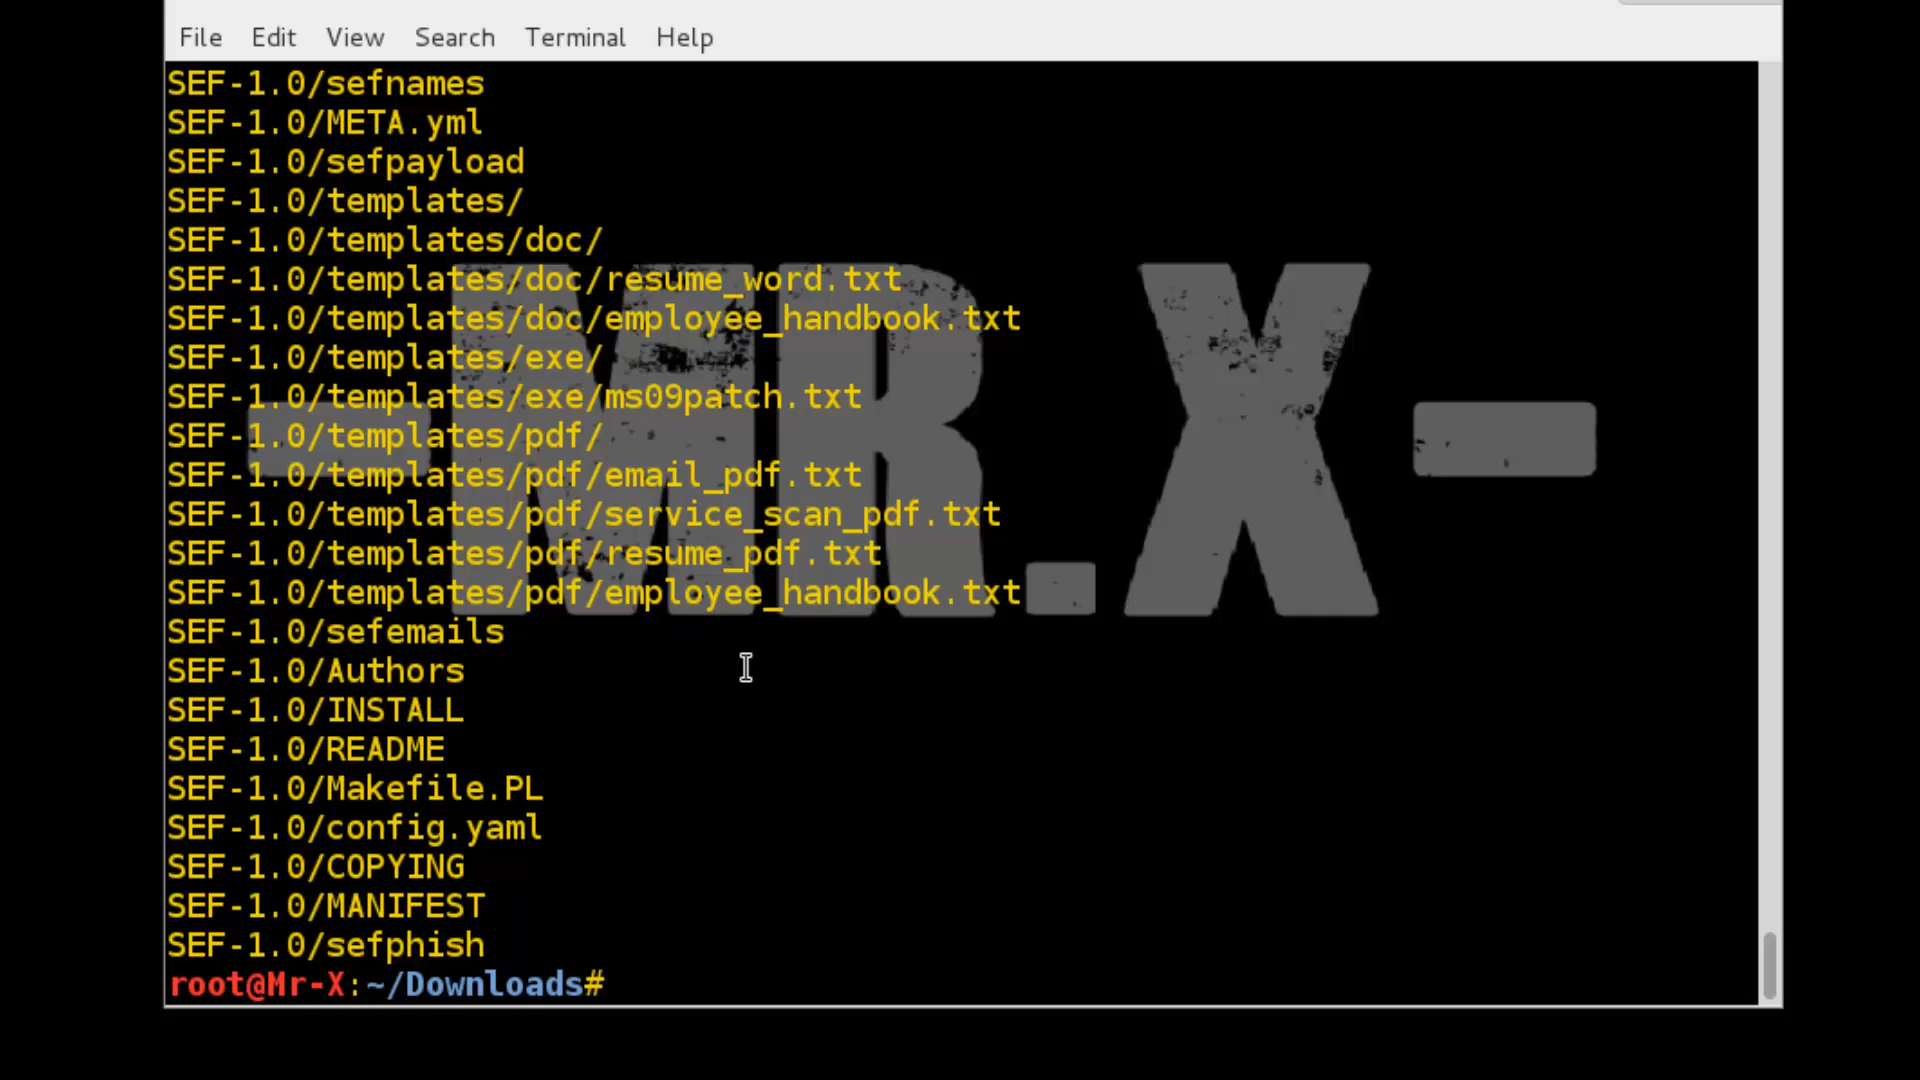 File Edit View Search Terminal Help
SEF-1.0/sefnames
SEF-1.0/META.yml
SEF-1.0/sefpayload
SEF-1.0/templates/
SEF-1.0/templates/doc/
SEF-1.0/templates/doc/resume_word.txt
SEF-1.0/templates/doc/employee_handbook.txt
SEF-1.0/templates/exe/
SEF-1.0/templates/exe/ms09patch.txt
SEF-1.0/templates/pdf/
SEF-1.0/templates/pdf/email_pdf.txt
SEF-1.0/templates/pdf/service_scan_pdf.txt
SEF-1.0/templates/pdf/resume_pdf.txt
SEF-1.0/templates/pdf/employee_handbook.txt
SEF-1.0/sefemails
SEF-1.0/Authors
SEF-1.0/INSTALL
SEF-1.0/README
SEF-1.0/Makefile.PL
SEF-1.0/config.yaml
SEF-1.0/COPYING
SEF-1.0/MANIFEST
SEF-1.0/sefphish
root@Mr-X:~/Downloads#
-MR.X-